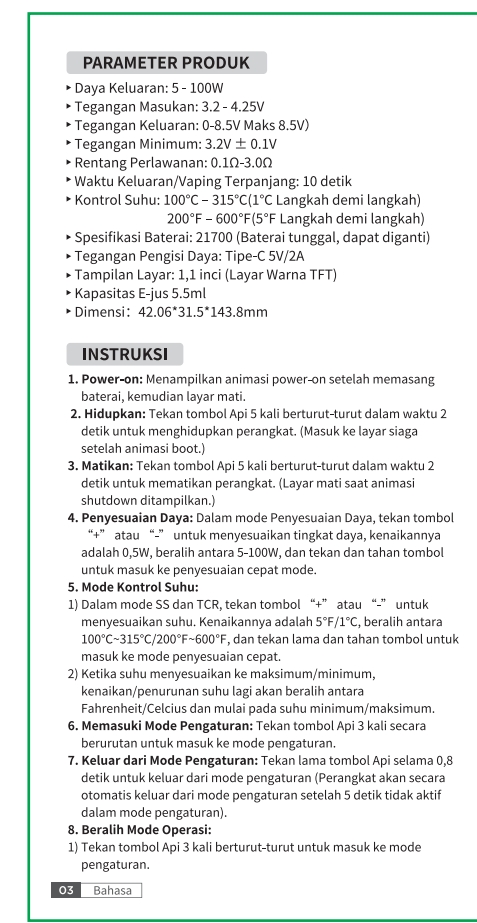 PARAMETER PRODUK
‣ Daya Keluaran: 5 - 100W
‣ Tegangan Masukan: 3.2 - 4.25V
‣ Tegangan Keluaran: 0-8.5V Maks 8.5V）
‣ Tegangan Minimum: 3.2V ± 0.1V
‣ Rentang Perlawanan: 0.1Ω-3.0Ω
‣ Waktu Keluaran/Vaping Terpanjang: 10 detik
‣ Kontrol Suhu: 100°C – 315°C(1°C Langkah demi langkah)
200°F – 600°F(5°F Langkah demi langkah)
‣ Spesifikasi Baterai: 21700 (Baterai tunggal, dapat diganti)
‣ Tegangan Pengisi Daya: Tipe-C 5V/2A
‣ Tampilan Layar: 1,1 inci (Layar Warna TFT)
‣ Kapasitas E-jus 5.5ml
‣ Dimensi： 42.06*31.5*143.8mm
INSTRUKSI
1. Power-on: Menampilkan animasi power-on setelah memasang
baterai, kemudian layar mati.
2. Hidupkan: Tekan tombol Api 5 kali berturut-turut dalam waktu 2
detik untuk menghidupkan perangkat. (Masuk ke layar siaga
setelah animasi boot.)
3. Matikan: Tekan tombol Api 5 kali berturut-turut dalam waktu 2
detik untuk mematikan perangkat. (Layar mati saat animasi
shutdown ditampilkan.)
4. Penyesuaian Daya: Dalam mode Penyesuaian Daya, tekan tombol
“+” atau “-” untuk menyesuaikan tingkat daya, kenaikannya
adalah 0,5W, beralih antara 5-100W, dan tekan dan tahan tombol
untuk masuk ke penyesuaian cepat mode.
5. Mode Kontrol Suhu:
1) Dalam mode SS dan TCR, tekan tombol “+” atau “-” untuk
menyesuaikan suhu. Kenaikannya adalah 5°F/1°C, beralih antara
100°C~315°C/200°F~600°F, dan tekan lama dan tahan tombol untuk
masuk ke mode penyesuaian cepat.
2) Ketika suhu menyesuaikan ke maksimum/minimum,
kenaikan/penurunan suhu lagi akan beralih antara
Fahrenheit/Celcius dan mulai pada suhu minimum/maksimum.
6. Memasuki Mode Pengaturan: Tekan tombol Api 3 kali secara
berurutan untuk masuk ke mode pengaturan.
7. Keluar dari Mode Pengaturan: Tekan lama tombol Api selama 0,8
detik untuk keluar dari mode pengaturan (Perangkat akan secara
otomatis keluar dari mode pengaturan setelah 5 detik tidak aktif
dalam mode pengaturan).
8. Beralih Mode Operasi:
1) Tekan tombol Api 3 kali berturut-turut untuk masuk ke mode
pengaturan.
03 Bahasa